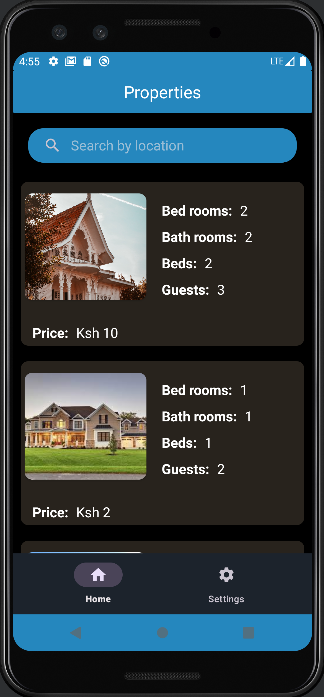 4:55 LTE
Properties
Search by location
Bed rooms: 2
Bath rooms: 2
Beds: 2
Guests: 3
Price: Ksh 10
Bed rooms: 1
Bath rooms: 1
Beds: 1
Guests: 2
Price: Ksh 2
Home Settings